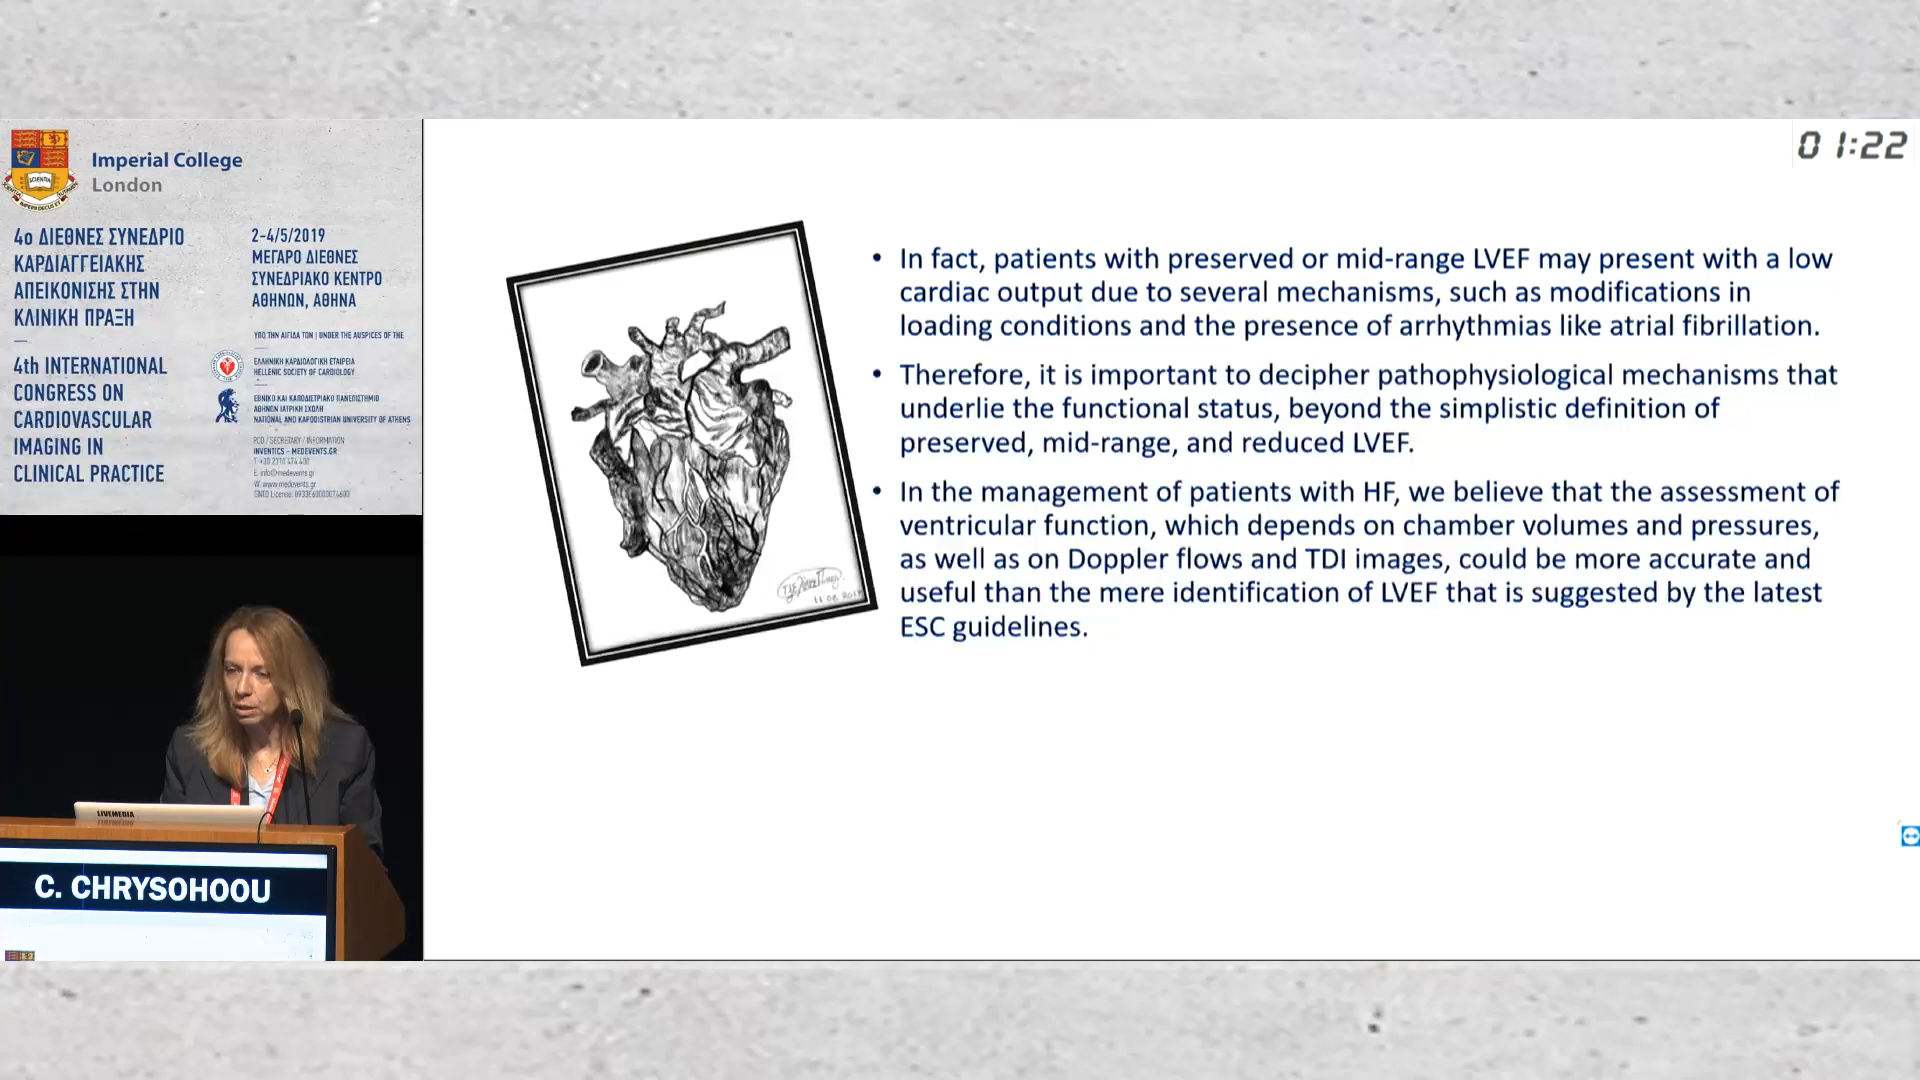 Imperial College
London
4ο ΔΙΕΘΝΕΣ ΣΥΝΕΔΡΙΟ
ΚΑΡΔΙΑΓΓΕΙΑΚΗΣ
ΑΠΕΙΚΟΝΙΣΗΣ ΣΤΗΝ
ΚΛΙΝΙΚΗ ΠΡΑΞΗ
4th INTERNATIONAL
CONGRESS ON
CARDIOVASCULAR
IMAGING IN
CLINICAL PRACTICE
2-4/5/2019
ΜΕΓΑΡΟ ΔΙΕΘΝΕΣ
ΣΥΝΕΔΡΙΑΚΟ ΚΕΝΤΡΟ
ΑΘΗΝΩΝ, ΑΘΗΝΑ
ΥΠΟ ΤΗΝ ΑΙΓΙΔΑ ΤΩΝ | UNDER THE AUSPICES OF THE
ΕΛΛΗΝΙΚΗ ΚΑΡΔΙΟΛΟΓΙΚΗ ΕΤΑΙΡΕΙΑ
HELLENIC SOCIETY OF CARDIOLOGY
ΕΘΝΙΚΟ ΚΑΙ ΚΑΠΟΔΙΣΤΡΙΑΚΟ ΠΑΝΕΠΙΣΤΗΜΙΟ
ΑΘΗΝΩΝ ΙΑΤΡΙΚΗ ΣΧΟΛΗ
NATIONAL AND KAPODISTRIAN UNIVERSITY OF ATHENS
PCO / SECRETARY / INFORMATION
INVENTICS - MEDEVENTS.GR
T: +30 2310 474 400
E: info@medevents.gr
W: www.medevents.gr
01:22
• In fact, patients with preserved or mid-range LVEF may present with a low
cardiac output due to several mechanisms, such as modifications in
loading conditions and the presence of arrhythmias like atrial fibrillation.
• Therefore, it is important to decipher pathophysiological mechanisms that
underlie the functional status, beyond the simplistic definition of
preserved, mid-range, and reduced LVEF.
• In the management of patients with HF, we believe that the assessment of
ventricular function, which depends on chamber volumes and pressures,
as well as on Doppler flows and TDI images, could be more accurate and
useful than the mere identification of LVEF that is suggested by the latest
ESC guidelines.
LIVEMEDIA
C. CHRYSOHOOU